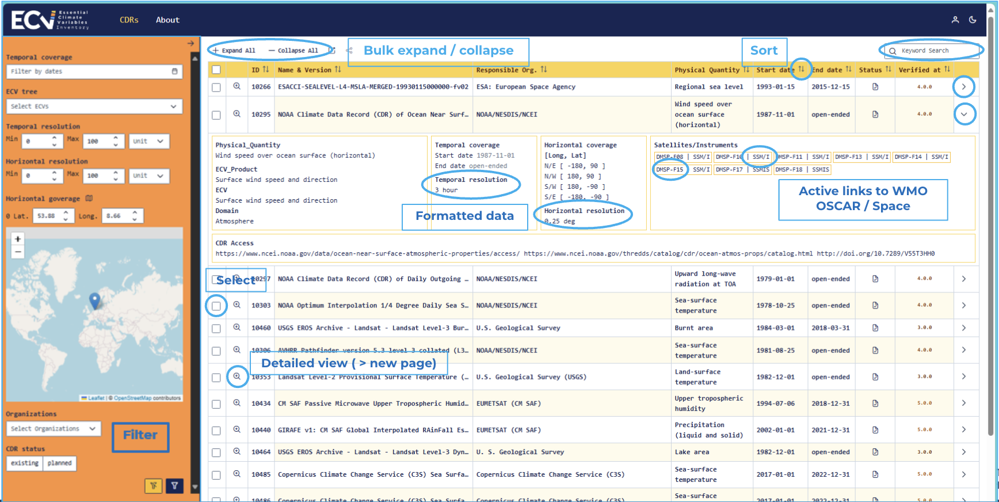 ECV Essential
Climate
Variables
Inventory
CDRs About
Temporal coverage
Filter by dates
ECV tree
Select ECVs
Temporal resolution
Min 0 Max 100 Unit
Horizontal resolution
Min 0 Max 100 Unit
Horizontal goverage
0 Lat. 53.88 Long. 8.66
+
−
Leaflet | © OpenStreetMap contributors
Organizations
Select Organizations
Filter
CDR status
existing planned
+ Expand All — Collapse All
Bulk expand / collapse
Sort
Keyword Search
ID Name & Version Responsible Org. Physical Quantity Start date End date Status Verified at
10266 ESACCI-SEALEVEL-L4-MSLA-MERGED-19930115000000-fv02 ESA: European Space Agency Regional sea level 1993-01-15 2015-12-15 4.0.0
10295 NOAA Climate Data Record (CDR) of Ocean Near Surf… NOAA/NESDIS/NCEI Wind speed over ocean surface (horizontal) 1987-11-01 open-ended 4.0.0
Physical_Quantity
Wind speed over ocean surface (horizontal)
ECV_Product
Surface wind speed and direction
ECV
Surface wind speed and direction
Domain
Atmosphere
Temporal coverage
Start date 1987-11-01
End date open-ended
Temporal resolution
3 hour
Formatted data
Horizontal coverage
[Long, Lat]
N/E [ -180, 90 ]
N/W [ 180, 90 ]
S/W [ 180, -90 ]
S/E [ -180, -90 ]
Horizontal resolution
0.25 deg
Satellites/Instruments
DMSP-F08 | SSM/I DMSP-F10 | SSM/I DMSP-F11 | SSM/I DMSP-F13 | SSM/I DMSP-F14 | SSM/I
DMSP-F15 SSM/I DMSP-F17 | SSMIS DMSP-F18 | SSMIS
Active links to WMO
OSCAR / Space
CDR Access
https://www.ncei.noaa.gov/data/ocean-near-surface-atmospheric-properties/access/ https://www.ncei.noaa.gov/thredds/catalog/cdr/ocean-atmos-props/catalog.html http://doi.org/10.7289/V55T3HH0
Select
10297 NOAA Climate Data Record (CDR) of Daily Outgoing … NOAA/NESDIS/NCEI Upward long-wave radiation at TOA 1979-01-01 open-ended 4.0.0
10303 NOAA Optimum Interpolation 1/4 Degree Daily Sea S… NOAA/NESDIS/NCEI Sea-surface temperature 1978-10-25 open-ended 4.0.0
10460 USGS EROS Archive - Landsat - Landsat Level-3 Bur… U.S. Geological Survey Burnt area 1984-03-01 2018-03-31 3.0.0
10306 AVHRR Pathfinder version 5.3 level 3 collated (L3… NOAA/NESDIS/NCEI Sea-surface temperature 1981-08-25 open-ended 4.0.0
Detailed view ( > new page)
10353 Landsat Level-2 Provisional Surface Temperature (… U.S. Geological Survey (USGS) Land-surface temperature 1982-12-01 open-ended 3.0.0
10434 CM SAF Passive Microwave Upper Tropospheric Humid… EUMETSAT (CM SAF) Upper tropospheric humidity 1994-07-06 2018-12-31 5.0.0
10440 GIRAFE v1: CM SAF Global Interpolated RAinFall Es… EUMETSAT (CM SAF) Precipitation (liquid and solid) 2002-01-01 2021-12-31 5.0.0
10464 USGS EROS Archive - Landsat - Landsat Level-3 Dyn… U. S. Geological Survey Lake area 1982-12-01 open-ended 3.0.0
10485 Copernicus Climate Change Service (C3S) Sea Surfa… Copernicus Climate Change Service (C3S) Sea-surface temperature 2017-01-01 2022-12-31 5.0.0
10486 Copernicus Climate Change Service (C3S) Sea Surfa… Copernicus Climate Change Service (C3S) Sea-surface 2017-01-01 2022-12-31 5.0.0